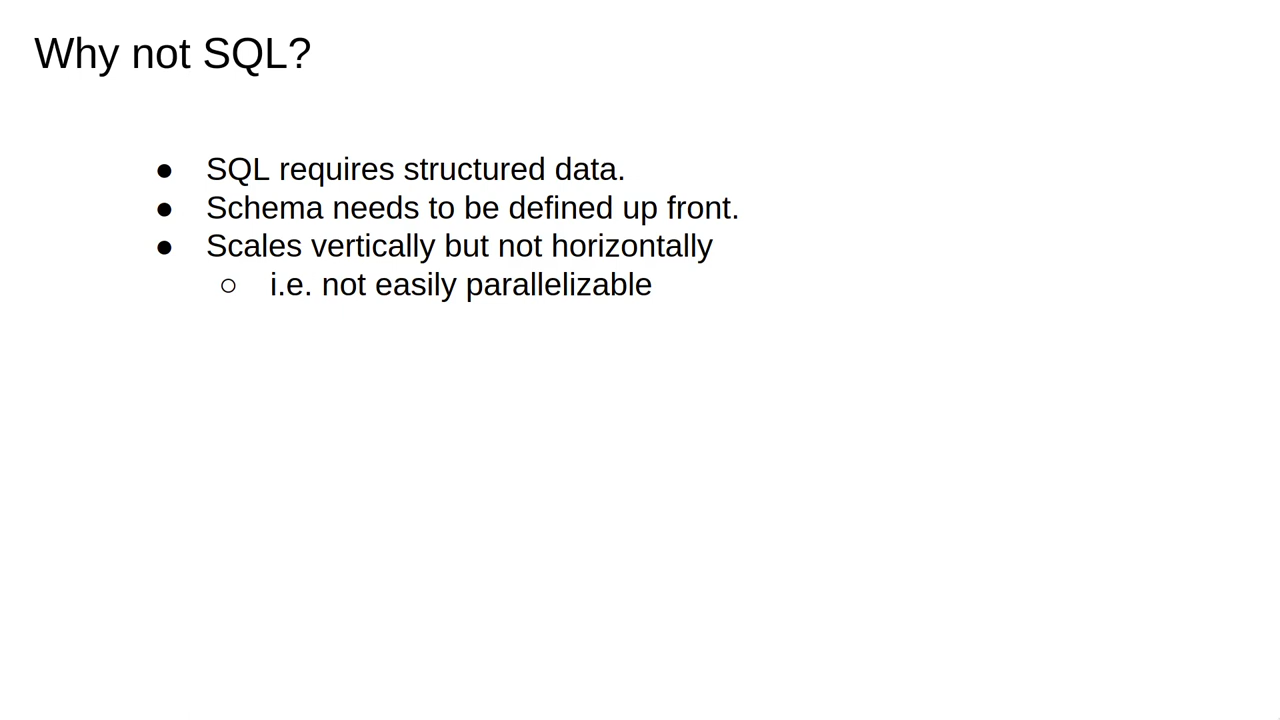 Why not SQL?
● SQL requires structured data.
● Schema needs to be defined up front.
● Scales vertically but not horizontally
○ i.e. not easily parallelizable